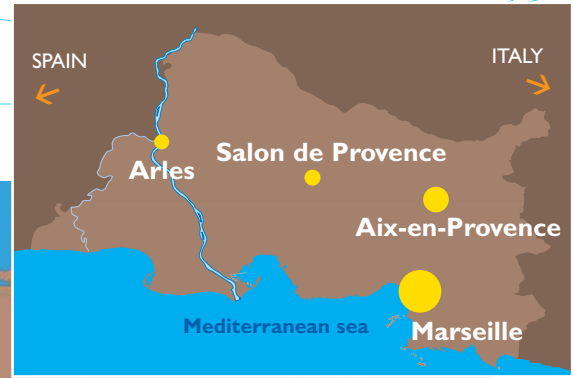 SPAIN
ITALY
Arles
Salon de Provence
Aix-en-Provence
Mediterranean sea
Marseille